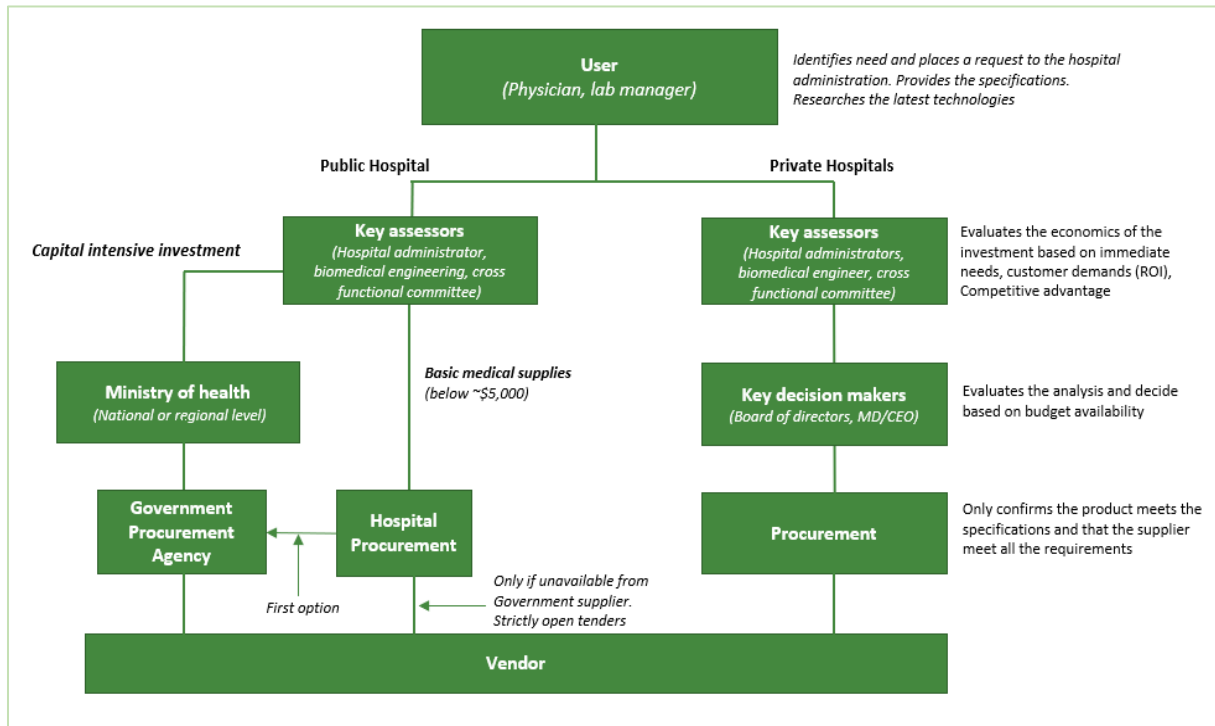 User
(Physician, lab manager)
Identifies need and places a request to the hospital
administration. Provides the specifications.
Researches the latest technologies
Public Hospital
Private Hospitals
Capital intensive investment
Key assessors
(Hospital administrator,
biomedical engineering, cross
functional committee)
Key assessors
(Hospital administrators,
biomedical engineer, cross
functional committee)
Evaluates the economics of the
investment based on immediate
needs, customer demands (ROI),
Competitive advantage
Ministry of health
(National or regional level)
Basic medical supplies
(below ~$5,000)
Key decision makers
(Board of directors, MD/CEO)
Evaluates the analysis and decide
based on budget availability
Government
Procurement
Agency
Hospital
Procurement
Procurement
Only confirms the product meets the
specifications and that the supplier
meet all the requirements
First option
Only if unavailable from
Government supplier.
Strictly open tenders
Vendor